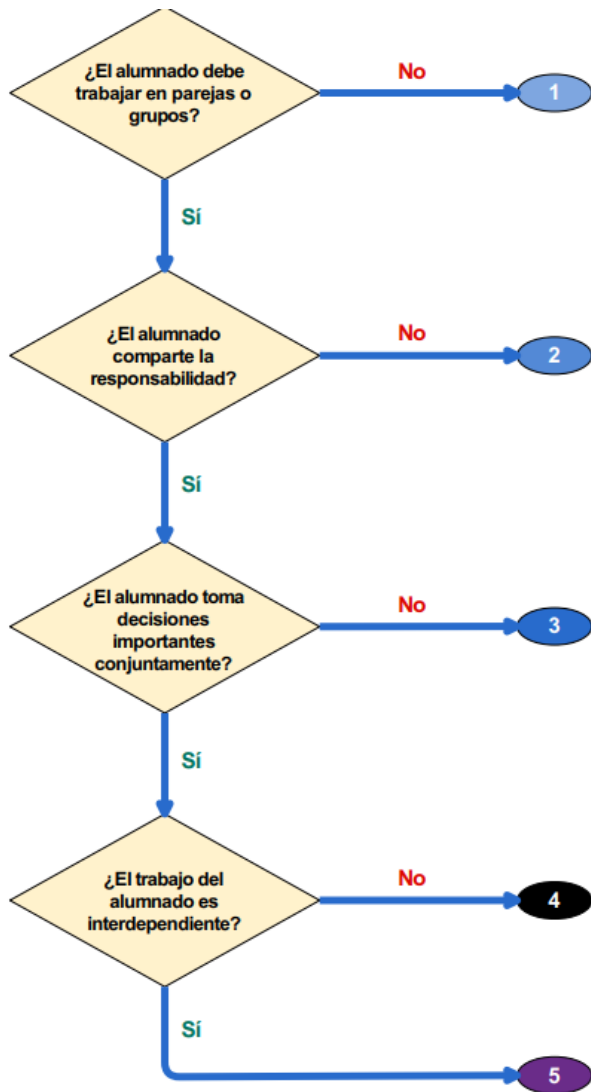 ¿El alumnado debe
trabajar en parejas o
grupos?
No
1
Sí
¿El alumnado
comparte la
responsabilidad?
No
2
Sí
¿El alumnado toma
decisiones
importantes
conjuntamente?
No
3
Sí
¿El trabajo del
alumnado es
interdependiente?
No
4
Sí
5